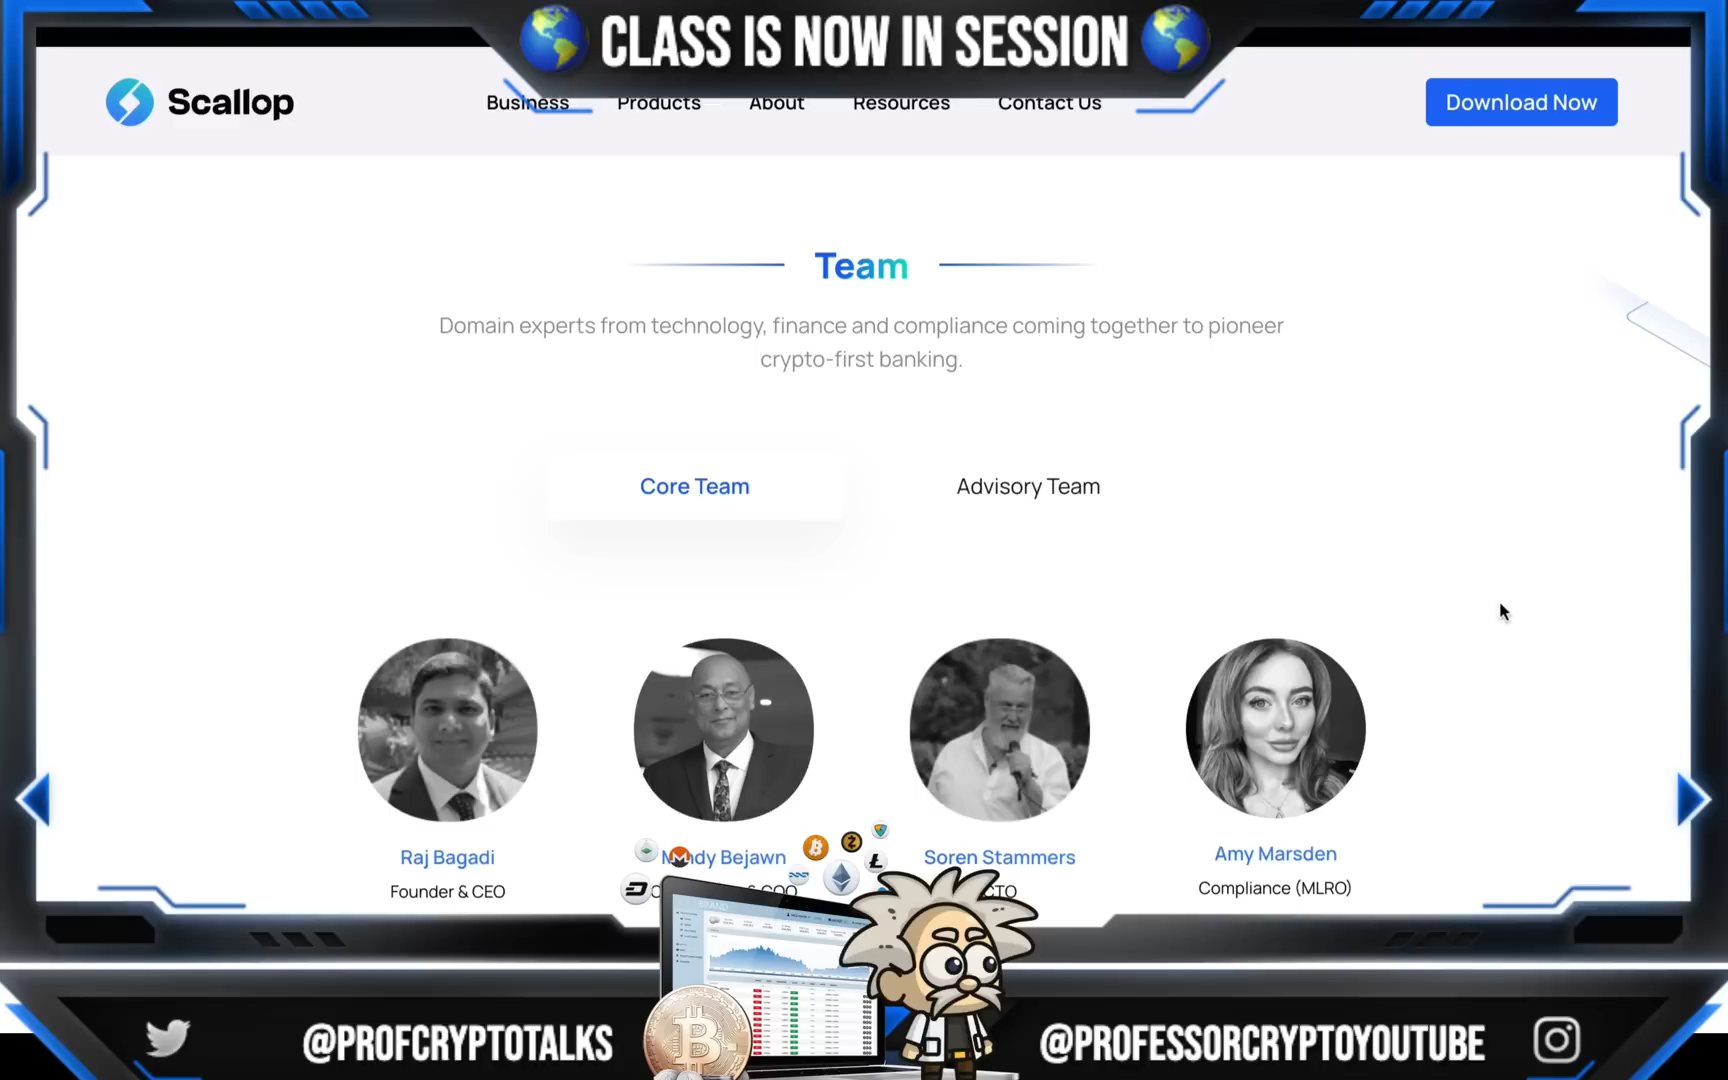 CLASS IS NOW IN SESSION
Scallop
Business
Products
About
Resources
Contact Us
Download Now
Team
Domain experts from technology, finance and compliance coming together to pioneer
crypto-first banking.
Core Team
Advisory Team
Raj Bagadi
Founder & CEO
Bejawn
COO
Soren Stammers
CTO
Amy Marsden
Compliance (MLRO)
@PROFCRYPTOTALKS
@PROFESSORCRYPTOYOUTUBE